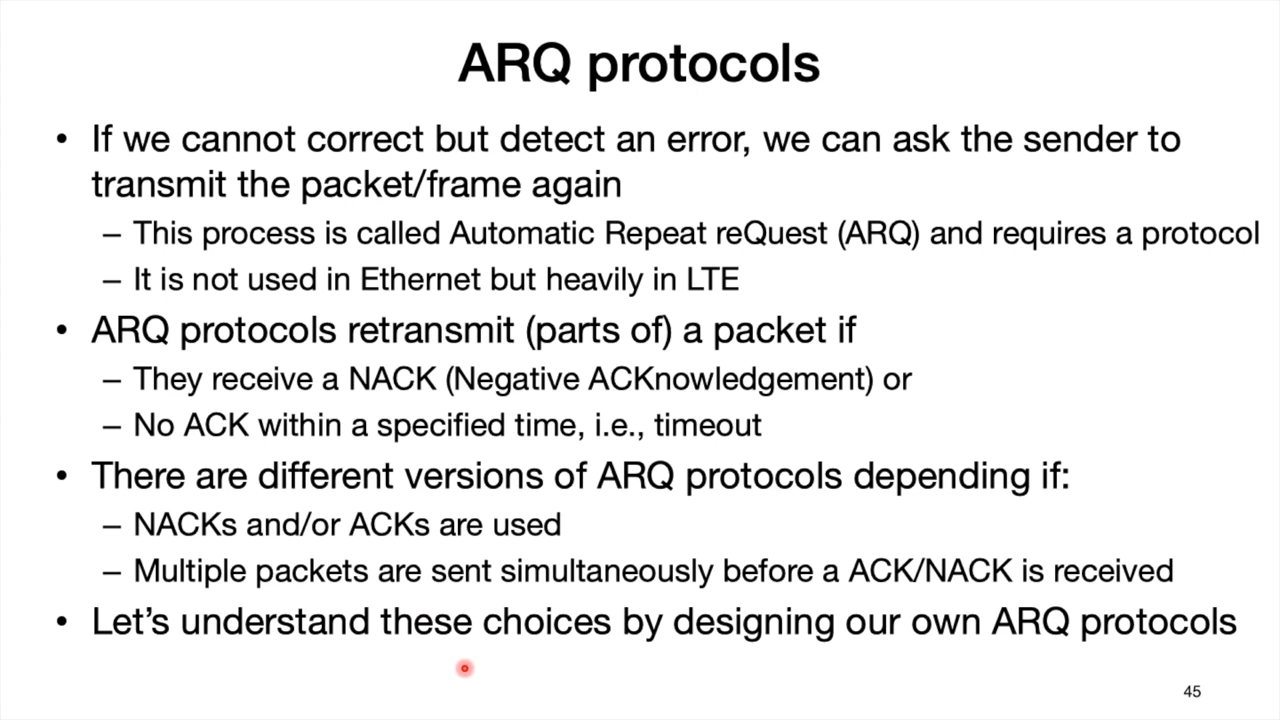 ARQ protocols
• If we cannot correct but detect an error, we can ask the sender to
transmit the packet/frame again
– This process is called Automatic Repeat reQuest (ARQ) and requires a protocol
– It is not used in Ethernet but heavily in LTE
• ARQ protocols retransmit (parts of) a packet if
– They receive a NACK (Negative ACKnowledgement) or
– No ACK within a specified time, i.e., timeout
• There are different versions of ARQ protocols depending if:
– NACKs and/or ACKs are used
– Multiple packets are sent simultaneously before a ACK/NACK is received
• Let’s understand these choices by designing our own ARQ protocols
45